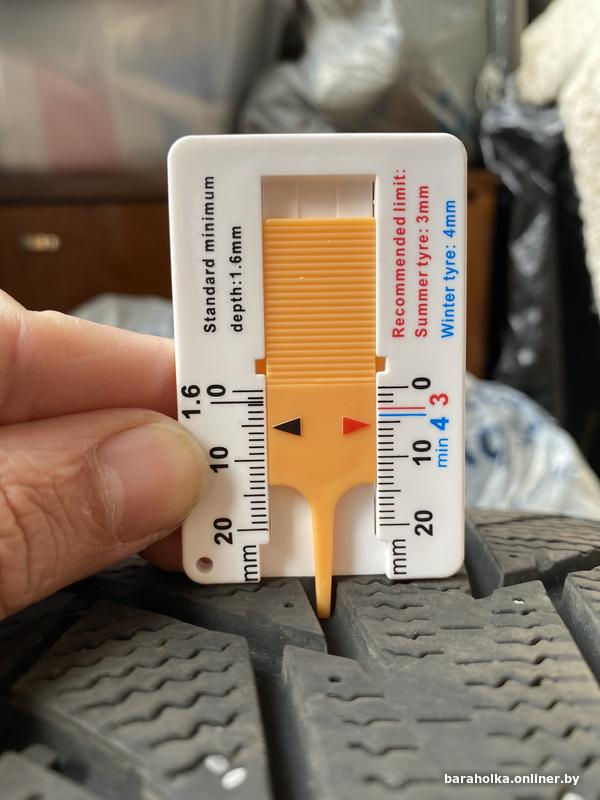 Standard minimum
depth:1.6mm
Recommended limit:
Summer tyre: 3mm
Winter tyre: 4mm
1.6
0
10
20
mm
0
3
4
min
10
20
mm
baraholka.onliner.by